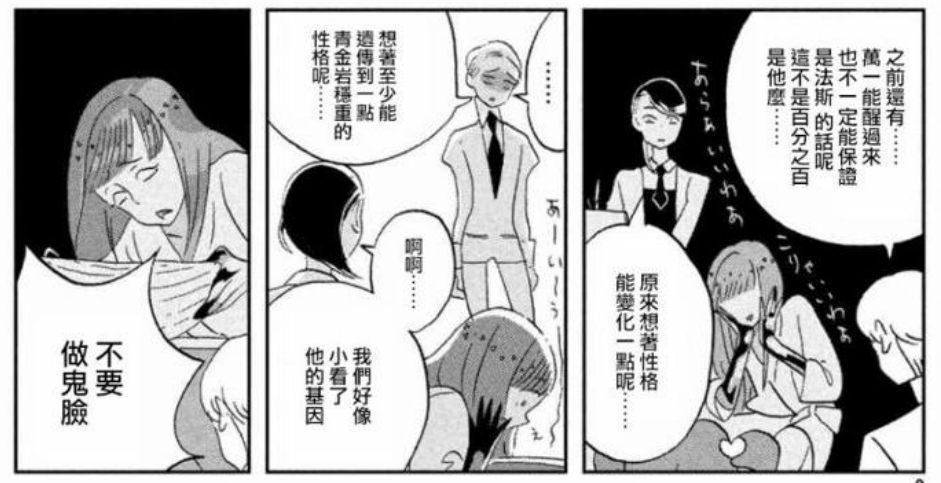 之前還有……
萬一能醒過來
也不一定能保證
是法斯 的話呢
這不是百分之百
是他麼……
あらあ いいわあ
こりゃ いいわあ
原來想著性格
能變化一點呢……
……
想著至少能
遺傳到一點
青金岩穩重的
性格呢……
あーいーうぇ〜
啊啊……
我們好像
小看了
他的基因
不要
做鬼臉